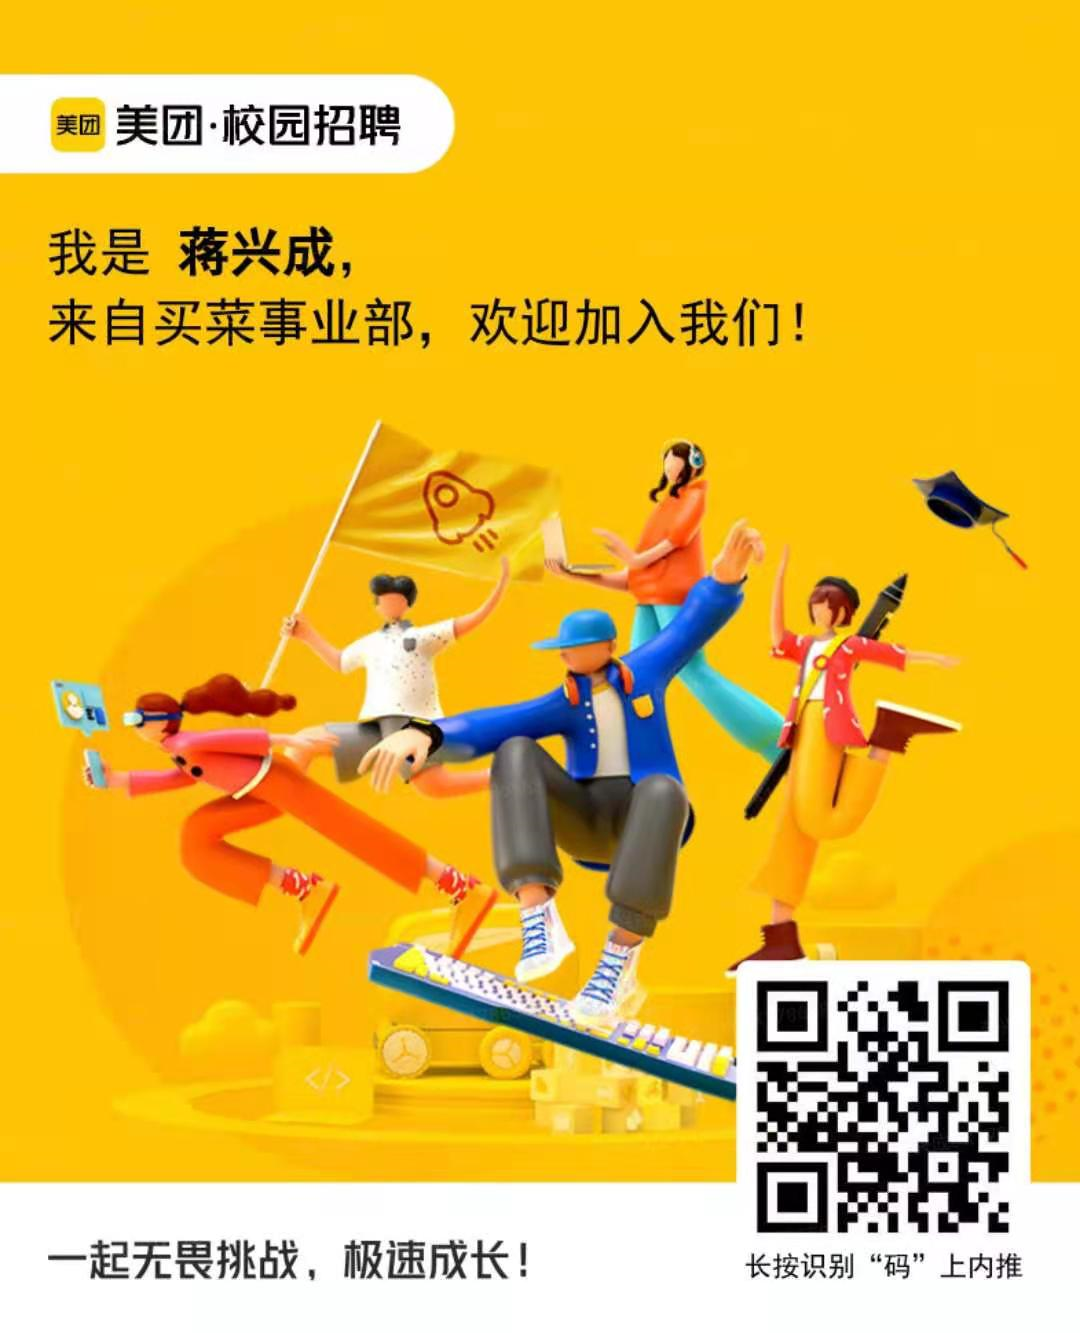 美团 美团·校园招聘
我是 蒋兴成，
来自买菜事业部，欢迎加入我们！
</>
一起无畏挑战，极速成长！
长按识别“码”上内推